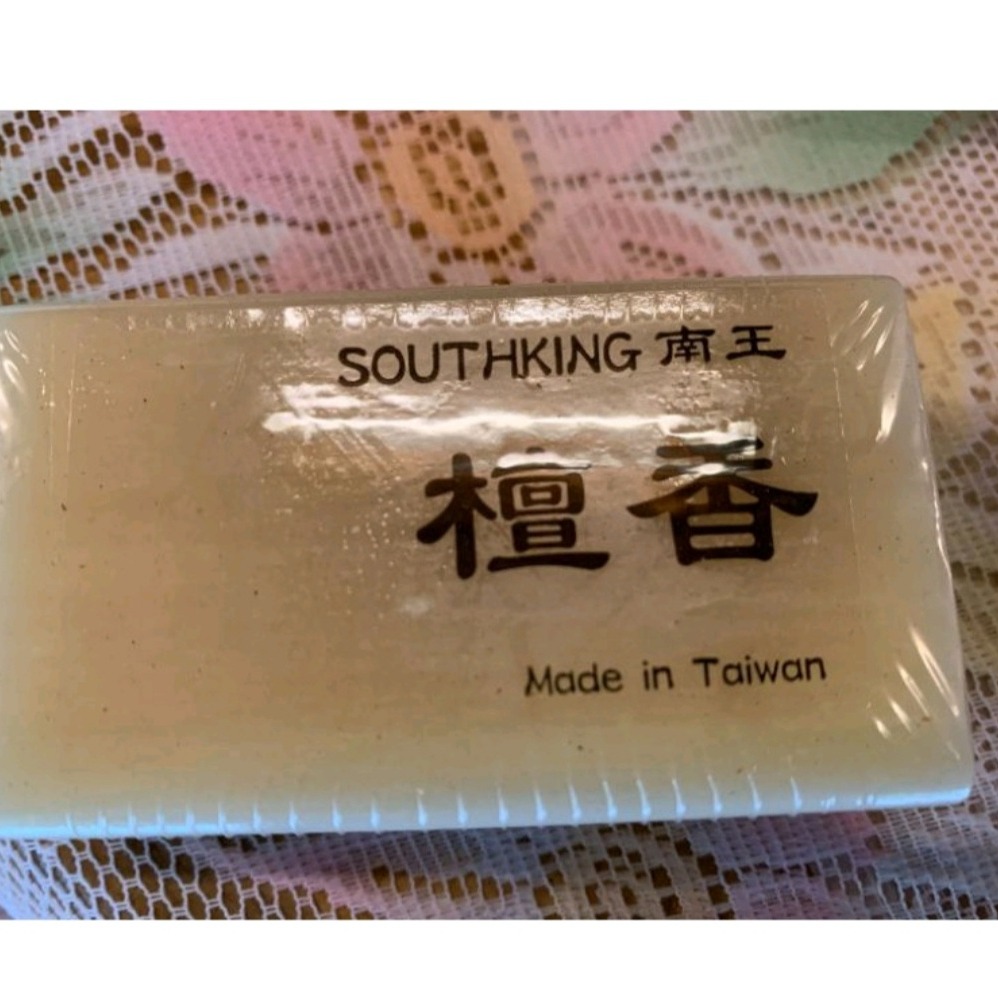 SOUTHKING 南王
檀香
Made in Taiwan